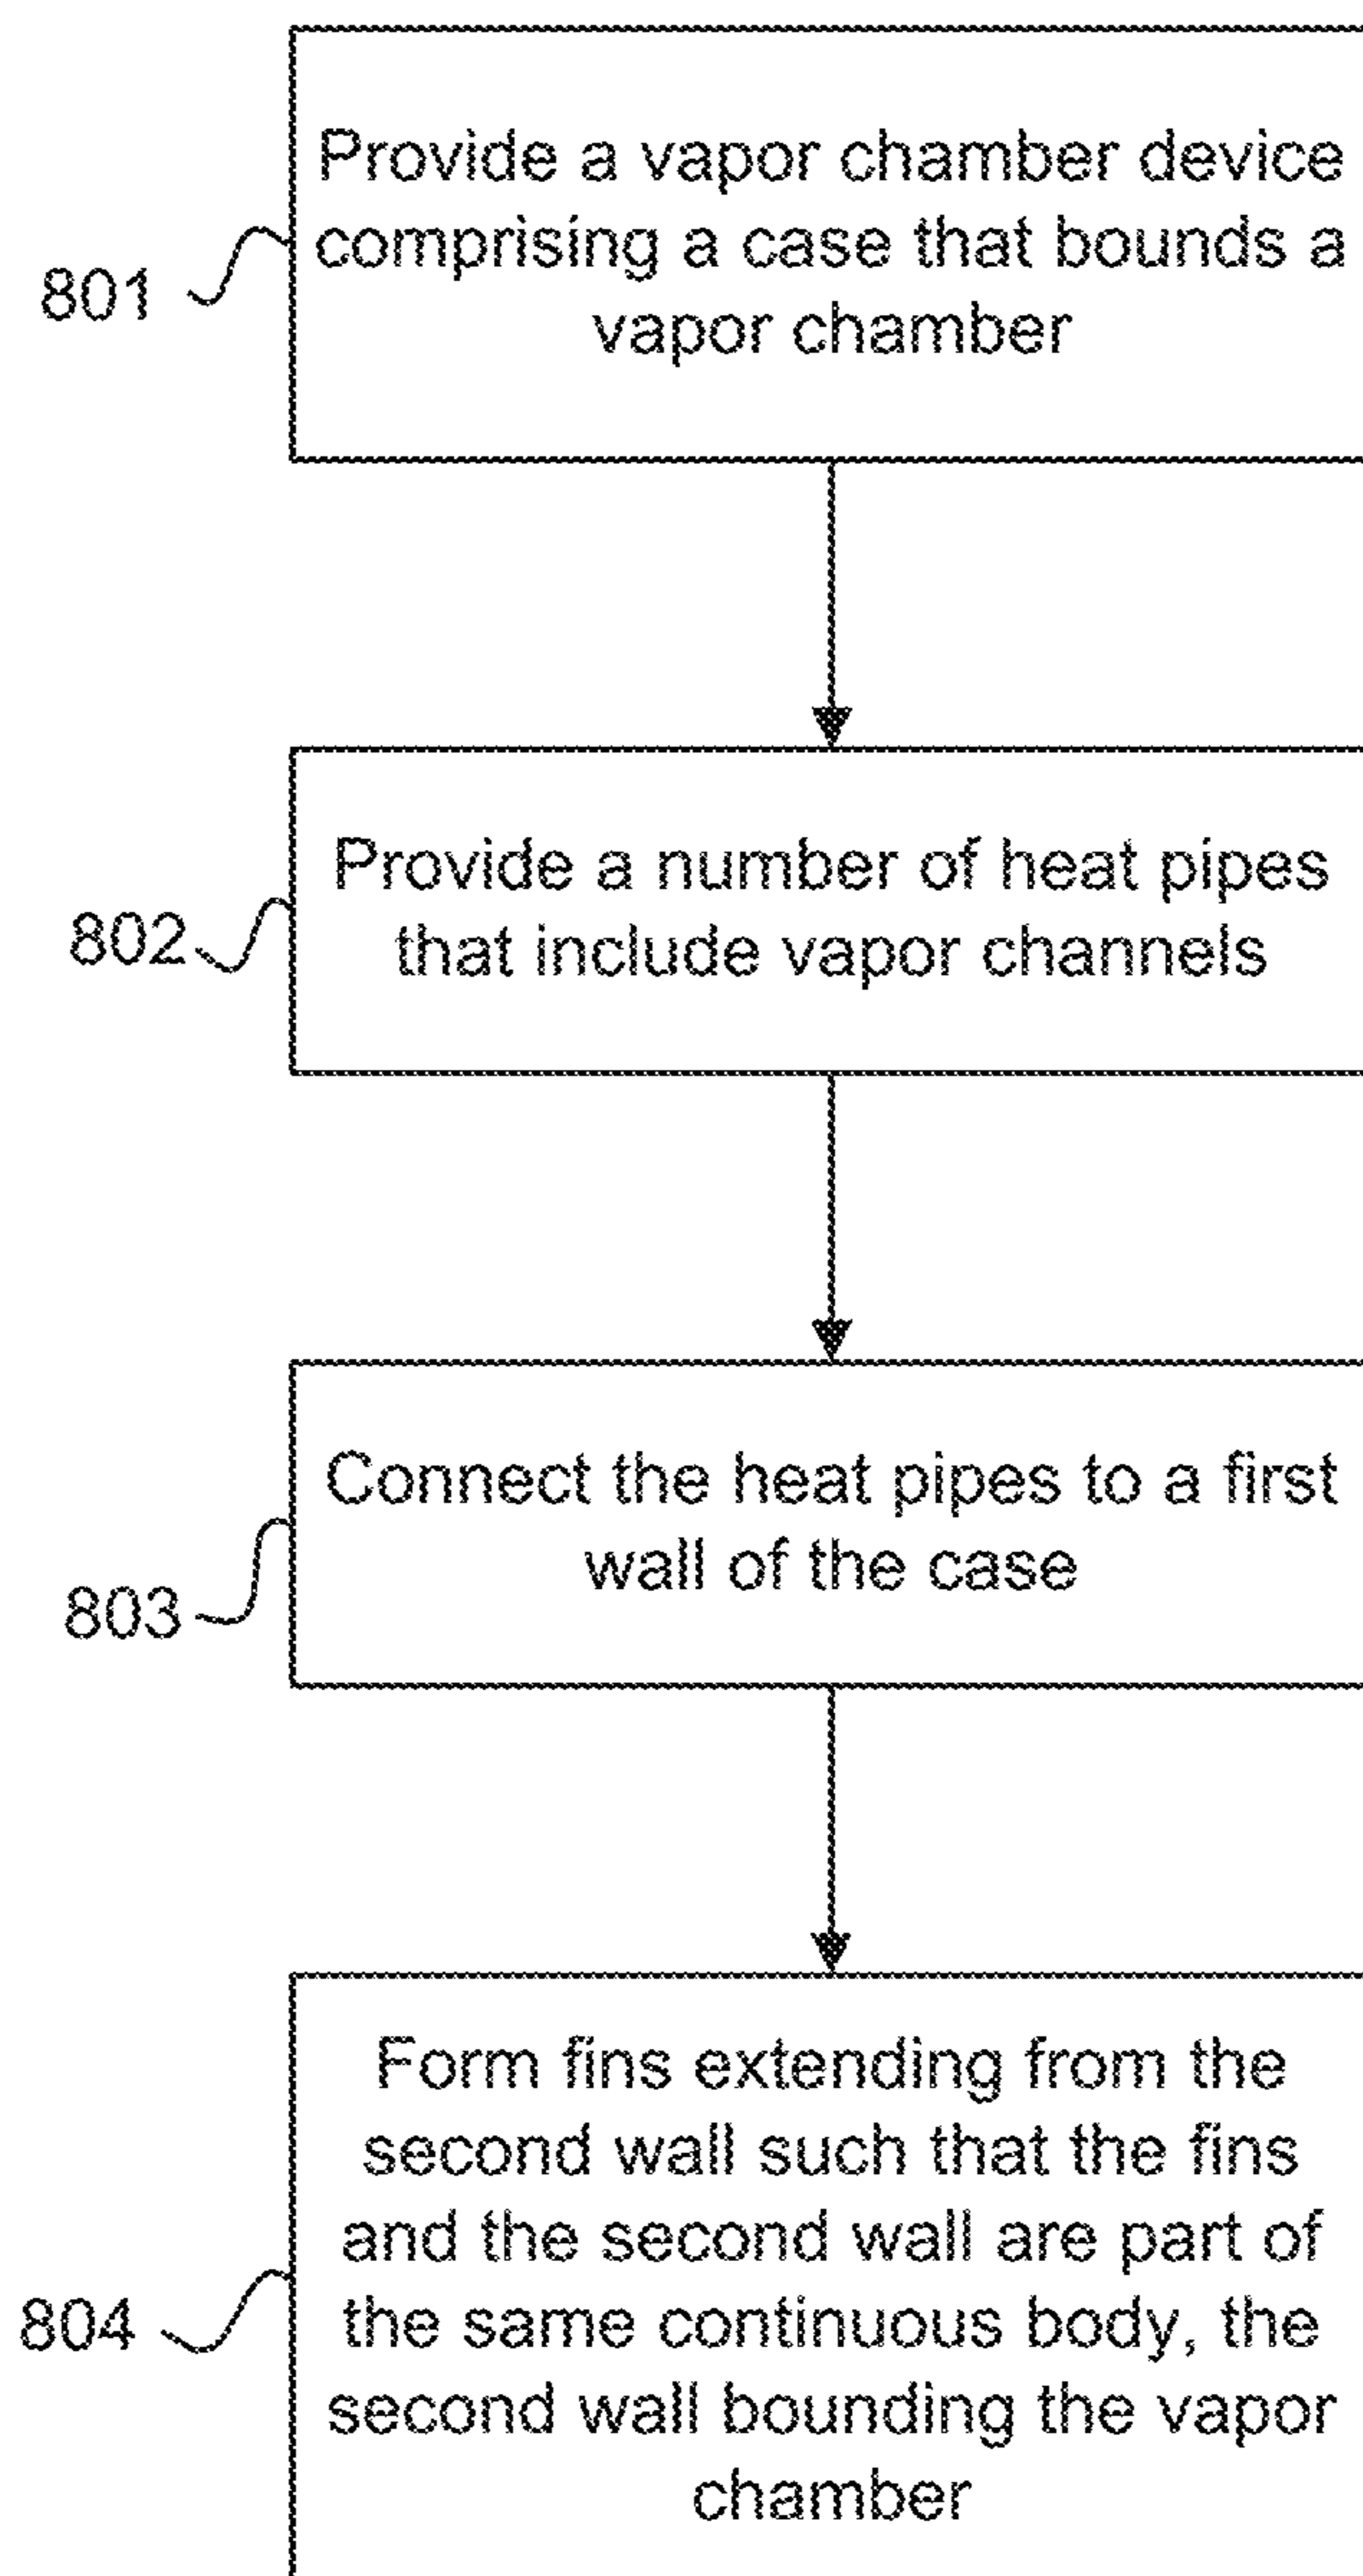 801
Provide a vapor chamber device
comprising a case that bounds a
vapor chamber
802
Provide a number of heat pipes
that include vapor channels
803
Connect the heat pipes to a first
wall of the case
804
Form fins extending from the
second wall such that the fins
and the second wall are part of
the same continuous body, the
second wall bounding the vapor
chamber